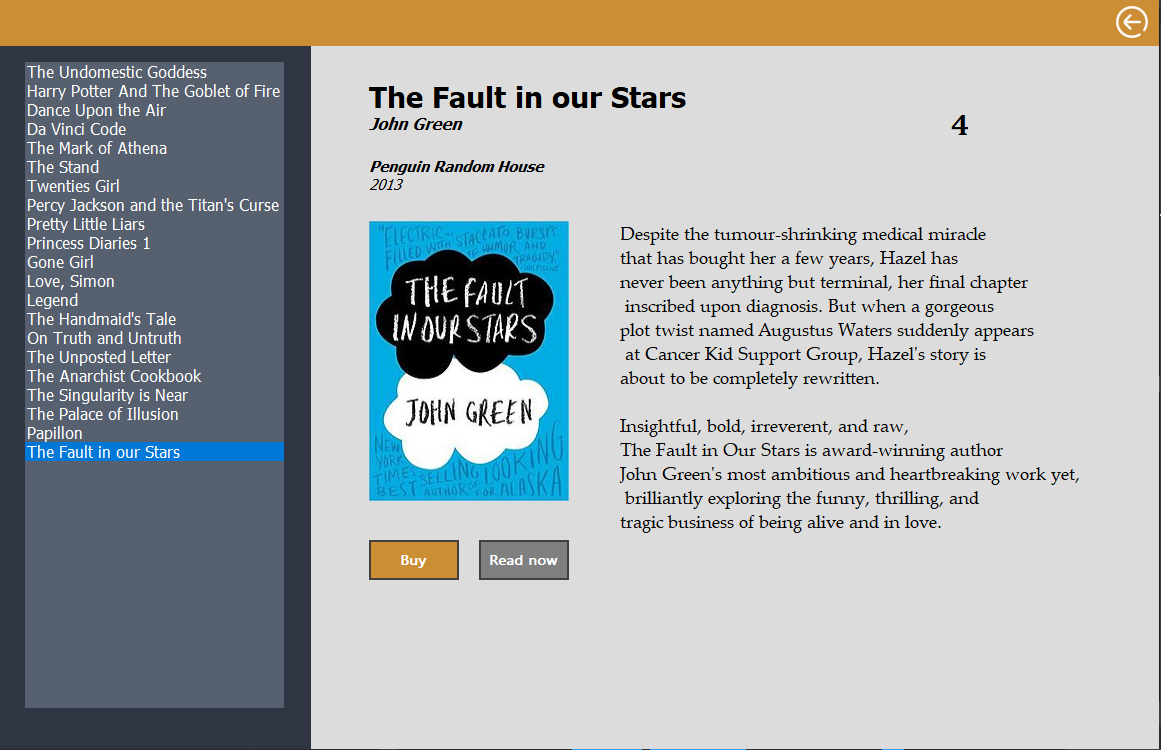 The Undomestic Goddess
Harry Potter And The Goblet of Fire
Dance Upon the Air
Da Vinci Code
The Mark of Athena
The Stand
Twenties Girl
Percy Jackson and the Titan's Curse
Pretty Little Liars
Princess Diaries 1
Gone Girl
Love, Simon
Legend
The Handmaid's Tale
On Truth and Untruth
The Unposted Letter
The Anarchist Cookbook
The Singularity is Near
The Palace of Illusion
Papillon
The Fault in our Stars
The Fault in our Stars
John Green
4
Penguin Random House
2013
"ELECTRIC...
FILLED WITH STACCATO BURSTS
OF HUMOR AND
TRAGEDY."
THE FAULT
IN OUR STARS
JOHN GREEN
NEW
YORK
TIMES BEST SELLING
AUTHOR OF LOOKING
FOR ALASKA
Despite the tumour-shrinking medical miracle
that has bought her a few years, Hazel has
never been anything but terminal, her final chapter
inscribed upon diagnosis. But when a gorgeous
plot twist named Augustus Waters suddenly appears
at Cancer Kid Support Group, Hazel's story is
about to be completely rewritten.
Insightful, bold, irreverent, and raw,
The Fault in Our Stars is award-winning author
John Green's most ambitious and heartbreaking work yet,
brilliantly exploring the funny, thrilling, and
tragic business of being alive and in love.
Buy
Read now